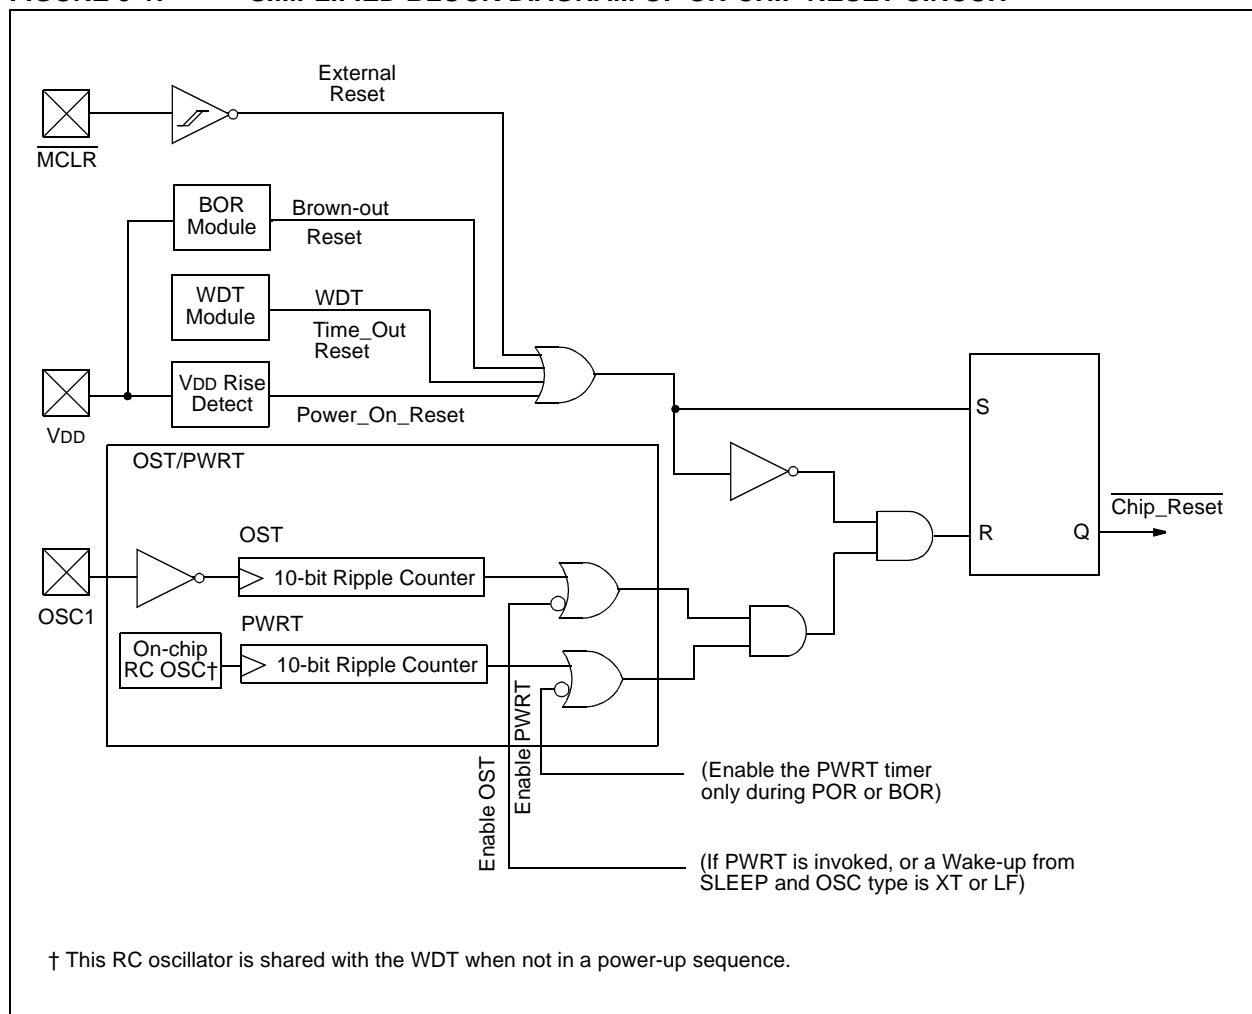 External
Reset
MCLR
BOR
Module
Brown-out
Reset
WDT
Module
WDT
Time_Out
Reset
VDD Rise
Detect
Power_On_Reset
VDD
OST/PWRT
S
R
Q
Chip_Reset
OST
10-bit Ripple Counter
OSC1
PWRT
On-chip
RC OSC†
10-bit Ripple Counter
Enable OST
Enable PWRT
(Enable the PWRT timer
only during POR or BOR)
(If PWRT is invoked, or a Wake-up from
SLEEP and OSC type is XT or LF)
† This RC oscillator is shared with the WDT when not in a power-up sequence.